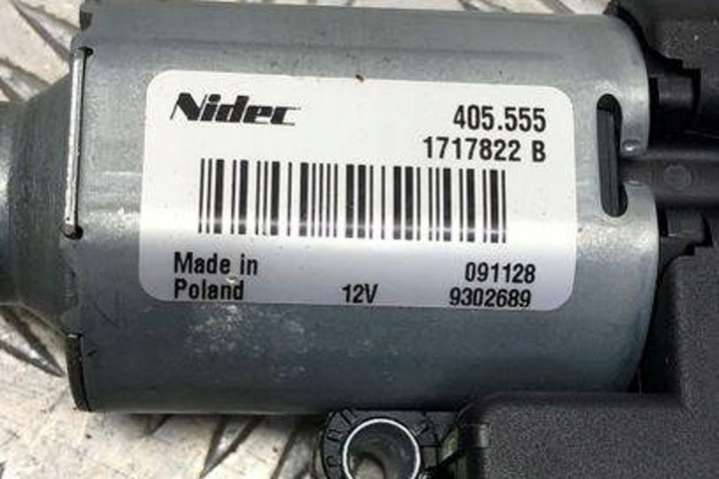 Nidec 405.555
1717822 B
Made in 091128
Poland 12V 9302689